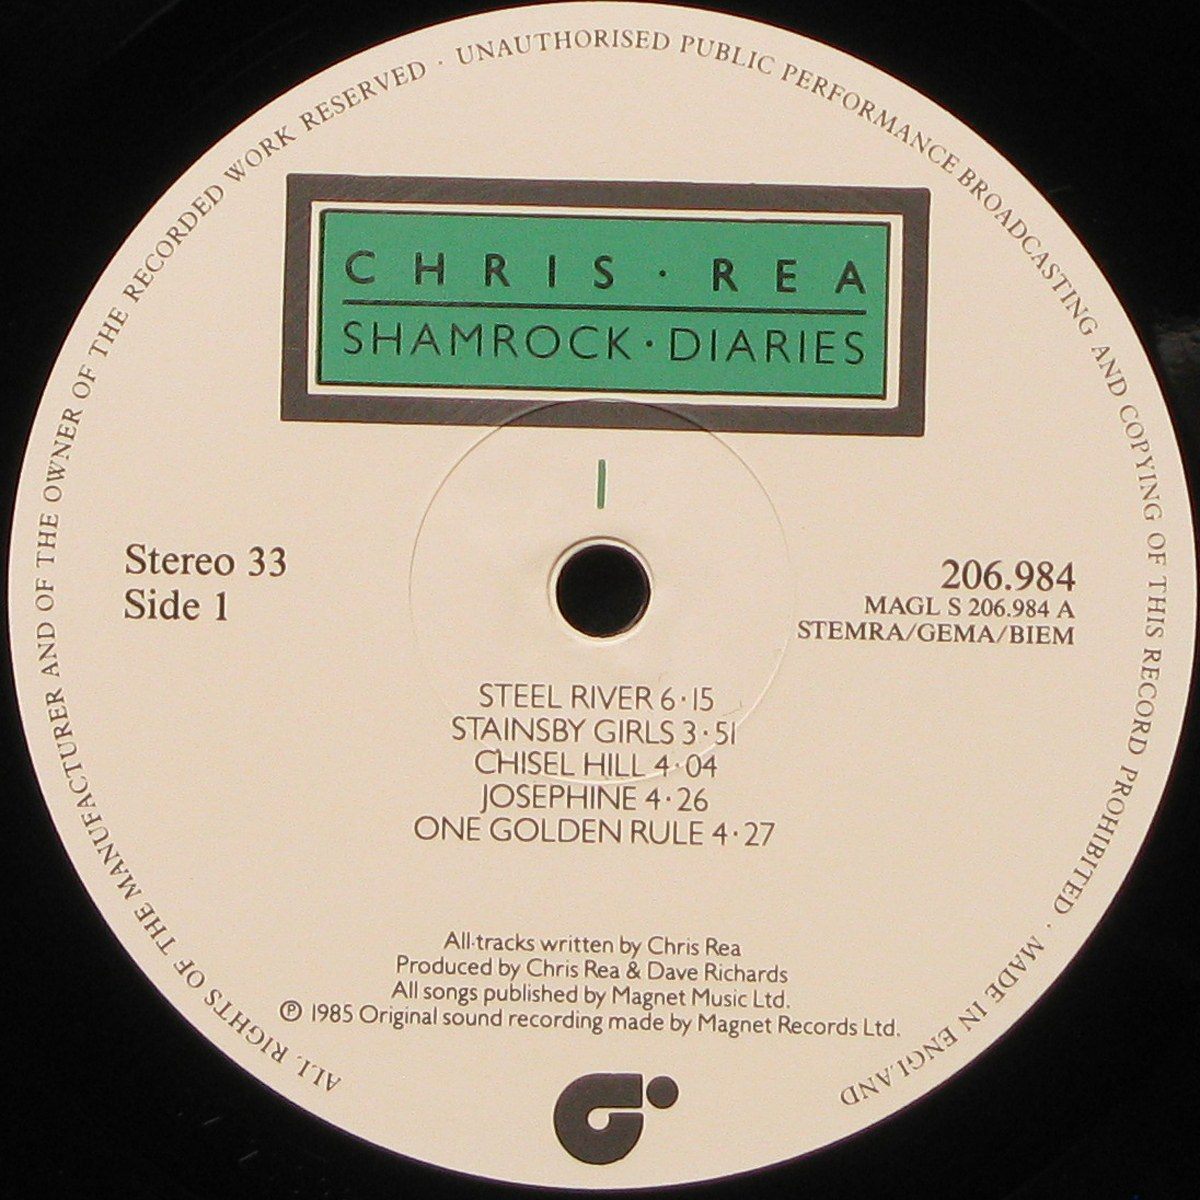 ALL RIGHTS OF THE MANUFACTURER AND OF THE OWNER OF THE RECORDED WORK RESERVED · UNAUTHORISED PUBLIC PERFORMANCE BROADCASTING AND COPYING OF THIS RECORD PROHIBITED · MADE IN ENGLAND
CHRIS · REA
SHAMROCK · DIARIES
I
Stereo 33
Side 1
206.984
MAGL S 206.984 A
STEMRA/GEMA/BIEM
STEEL RIVER 6·15
STAINSBY GIRLS 3·51
CHISEL HILL 4·04
JOSEPHINE 4·26
ONE GOLDEN RULE 4·27
All·tracks written by Chris Rea
Produced by Chris Rea & Dave Richards
All songs published by Magnet Music Ltd.
℗ 1985 Original sound recording made by Magnet Records Ltd.